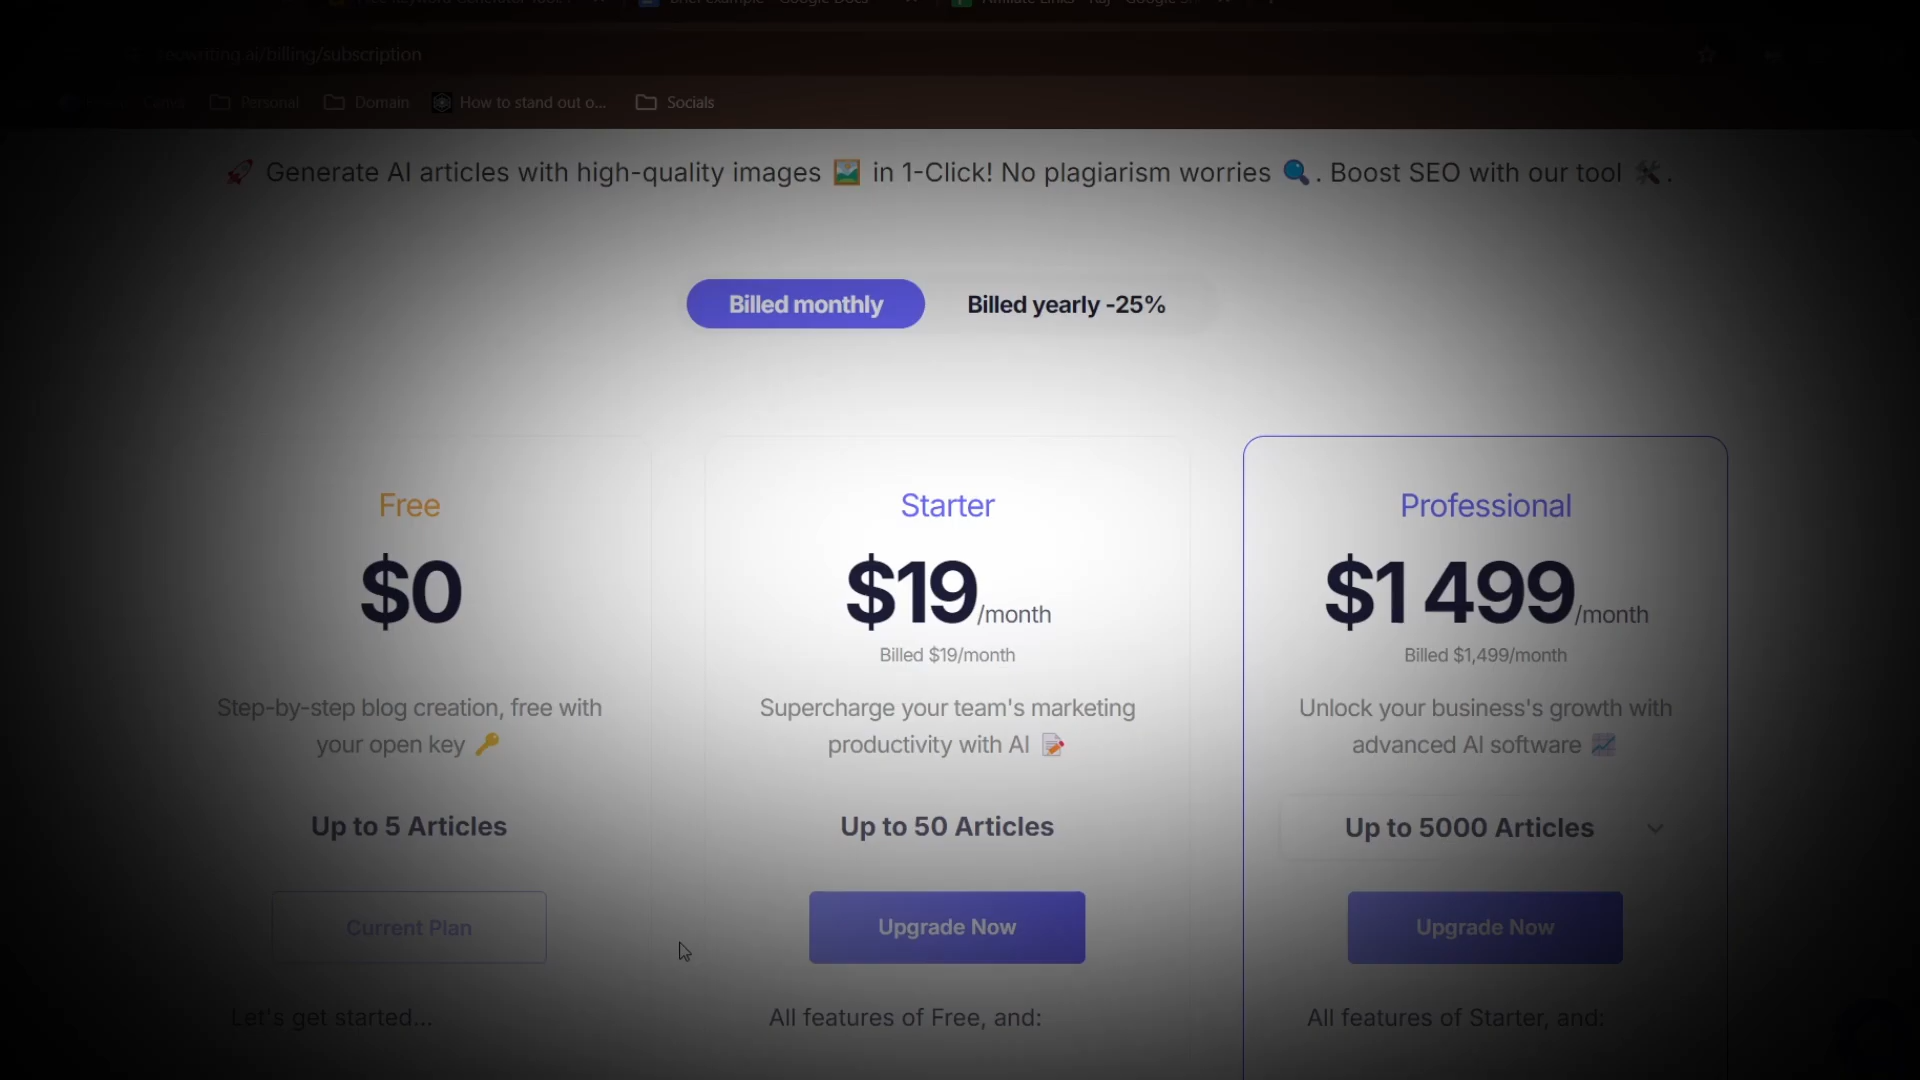 Brief example - Google Docs
seowriting.ai/billing/subscription
Canva
Personal
Domain
How to stand out o...
Socials
🚀 Generate AI articles with high-quality images 🖼️ in 1-Click! No plagiarism worries 🔍. Boost SEO with our tool 🛠️.
Billed monthly
Billed yearly -25%
Free
$0
Step-by-step blog creation, free with
your open key 🔑
Up to 5 Articles
Current Plan
Let's get started...
Starter
$19/month
Billed $19/month
Supercharge your team's marketing
productivity with AI 📝
Up to 50 Articles
Upgrade Now
All features of Free, and:
Professional
$1 499/month
Billed $1,499/month
Unlock your business's growth with
advanced AI software 📈
Up to 5000 Articles
Upgrade Now
All features of Starter, and: